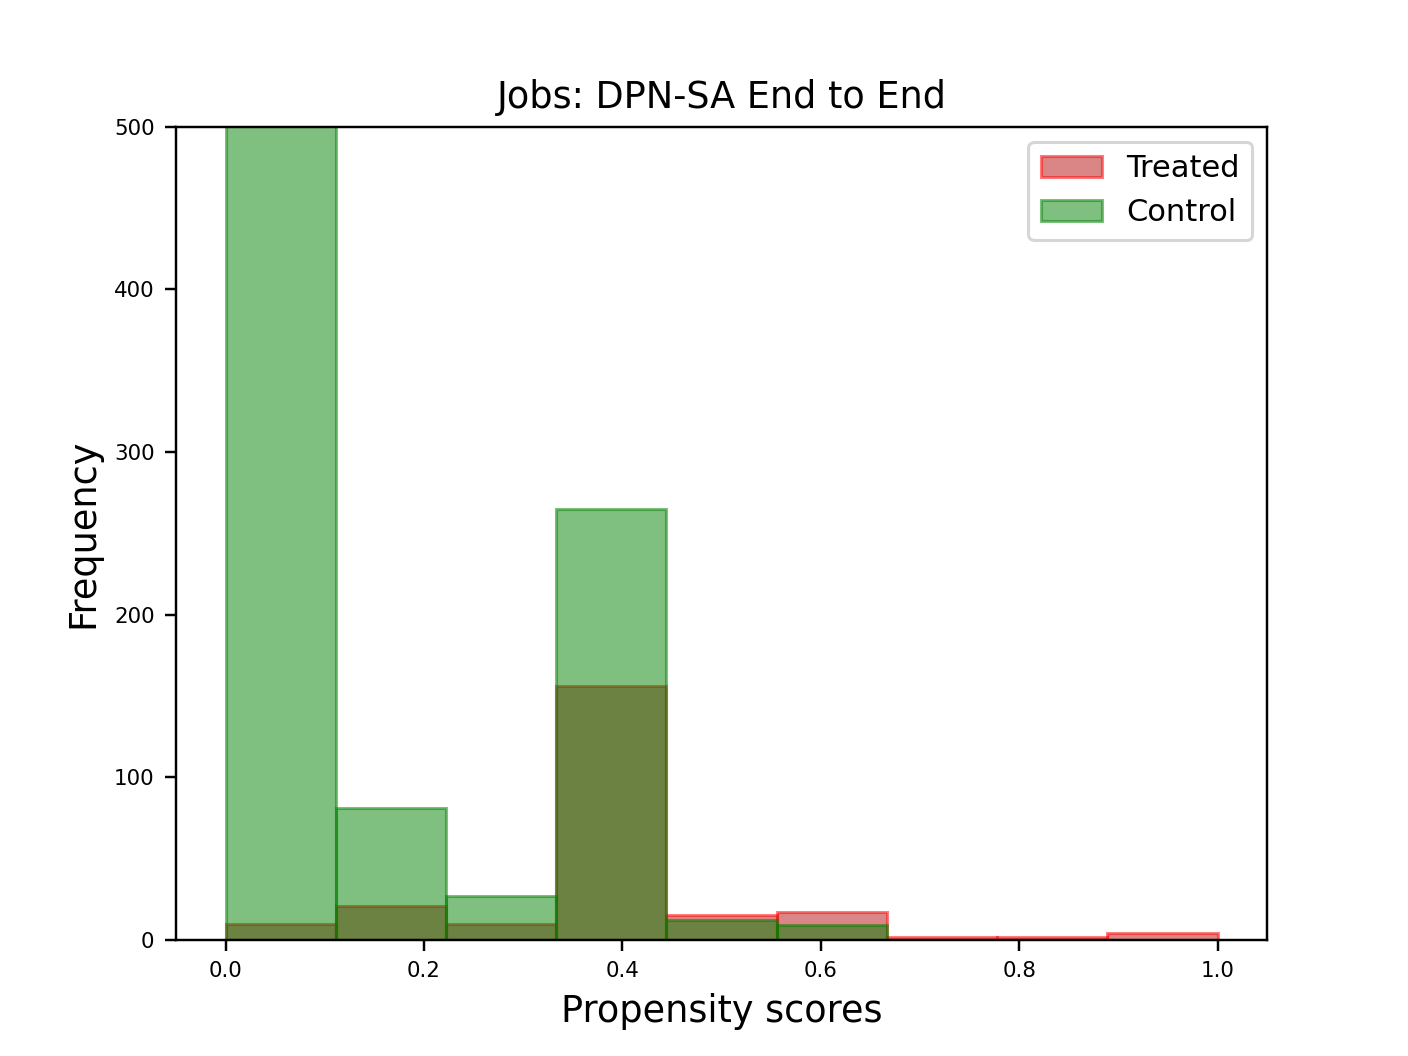 Jobs: DPN-SA End to End
Treated
Control
Frequency
500
400
300
200
100
0
0.0 0.2 0.4 0.6 0.8 1.0
Propensity scores